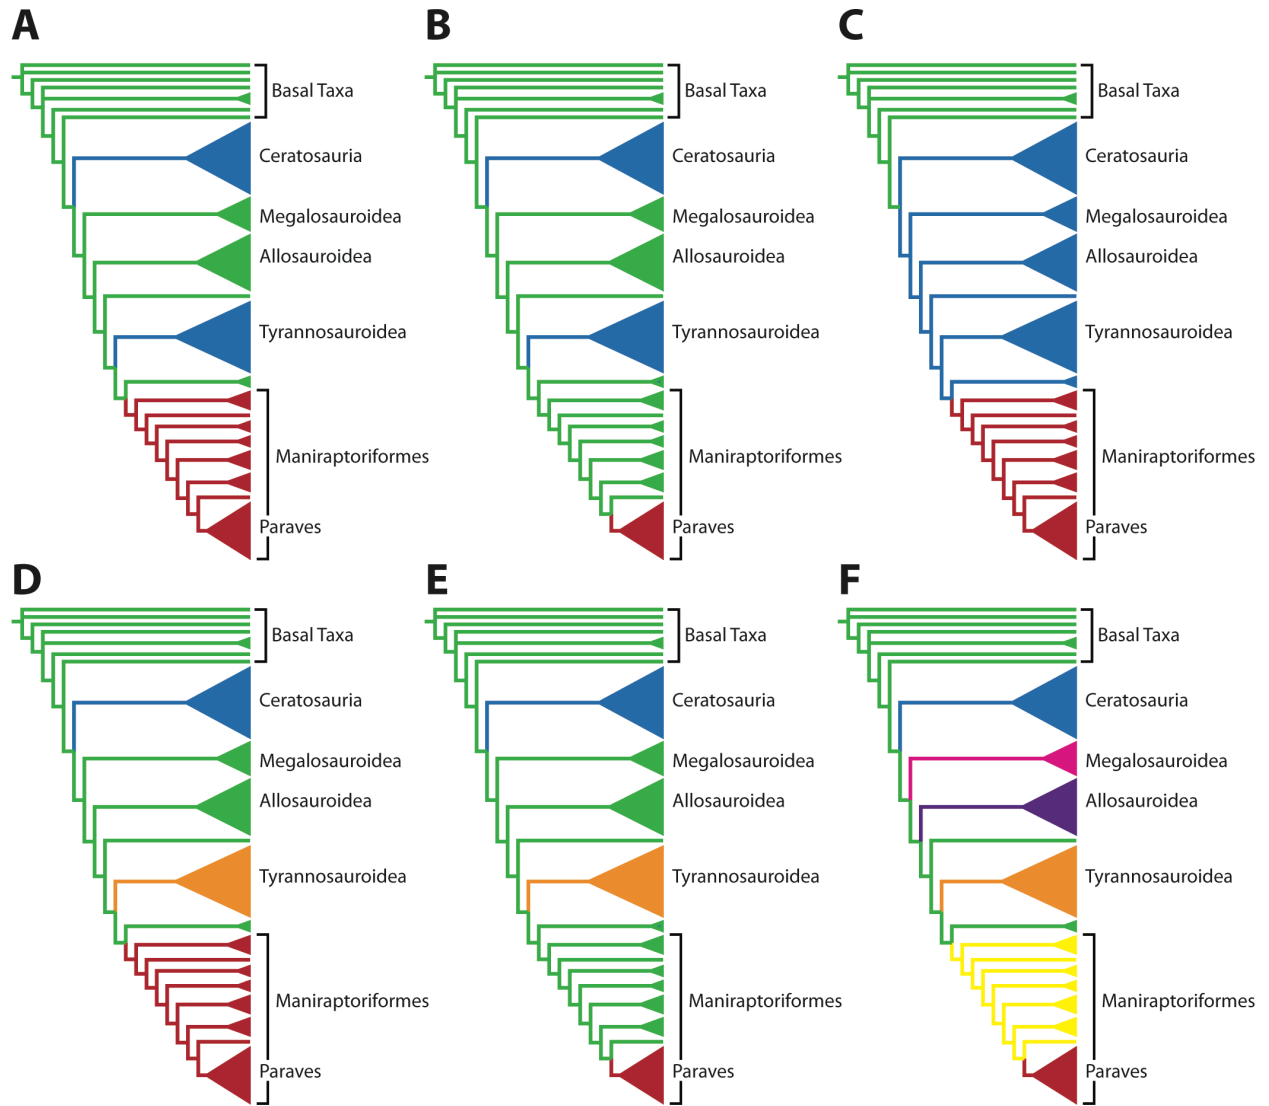 A
B
C
Basal Taxa
Basal Taxa
Basal Taxa
Ceratosauria
Ceratosauria
Ceratosauria
Megalosauroidea
Megalosauroidea
Megalosauroidea
Allosauroidea
Allosauroidea
Allosauroidea
Tyrannosauroidea
Tyrannosauroidea
Tyrannosauroidea
Maniraptoriformes
Maniraptoriformes
Maniraptoriformes
Paraves
Paraves
Paraves
D
E
F
Basal Taxa
Basal Taxa
Basal Taxa
Ceratosauria
Ceratosauria
Ceratosauria
Megalosauroidea
Megalosauroidea
Megalosauroidea
Allosauroidea
Allosauroidea
Allosauroidea
Tyrannosauroidea
Tyrannosauroidea
Tyrannosauroidea
Maniraptoriformes
Maniraptoriformes
Maniraptoriformes
Paraves
Paraves
Paraves